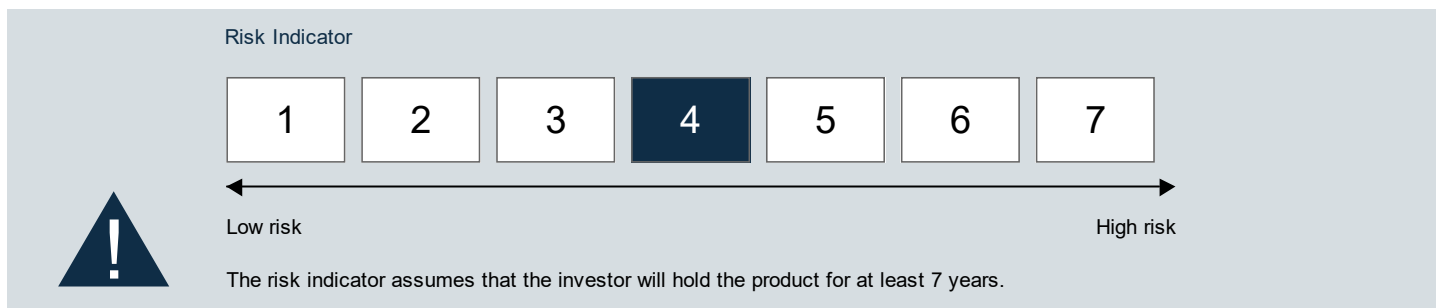 Risk Indicator
1 2 3 4 5 6 7
Low risk High risk
!
The risk indicator assumes that the investor will hold the product for at least 7 years.